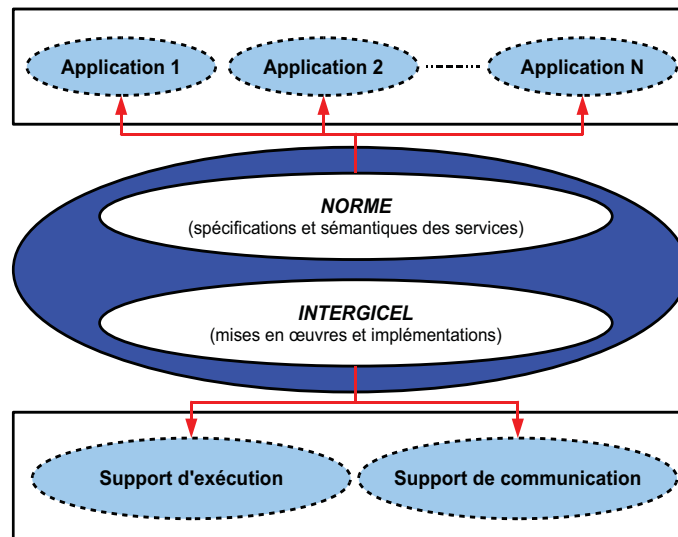 Application 1
Application 2
Application N
NORME
(spécifications et sémantiques des services)
INTERGICEL
(mises en œuvres et implémentations)
Support d'exécution
Support de communication